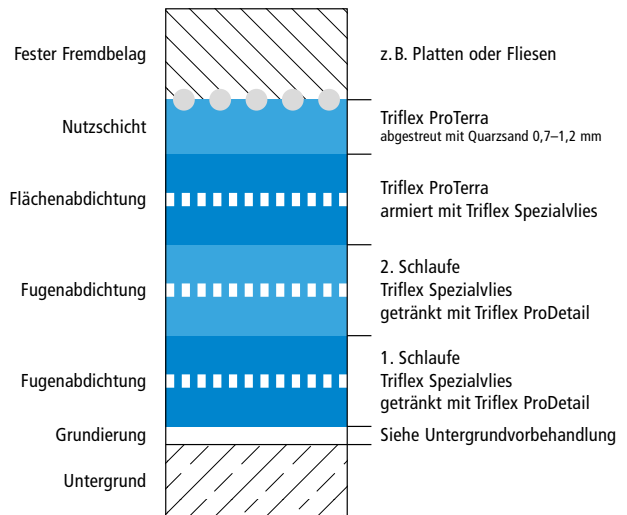 Fester Fremdbelag
z. B. Platten oder Fliesen
Nutzschicht
Triflex ProTerra
abgestreut mit Quarzsand 0,7–1,2 mm
Flächenabdichtung
Triflex ProTerra
armiert mit Triflex Spezialvlies
Fugenabdichtung
2. Schlaufe
Triflex Spezialvlies
getränkt mit Triflex ProDetail
Fugenabdichtung
1. Schlaufe
Triflex Spezialvlies
getränkt mit Triflex ProDetail
Grundierung
Siehe Untergrundvorbehandlung
Untergrund